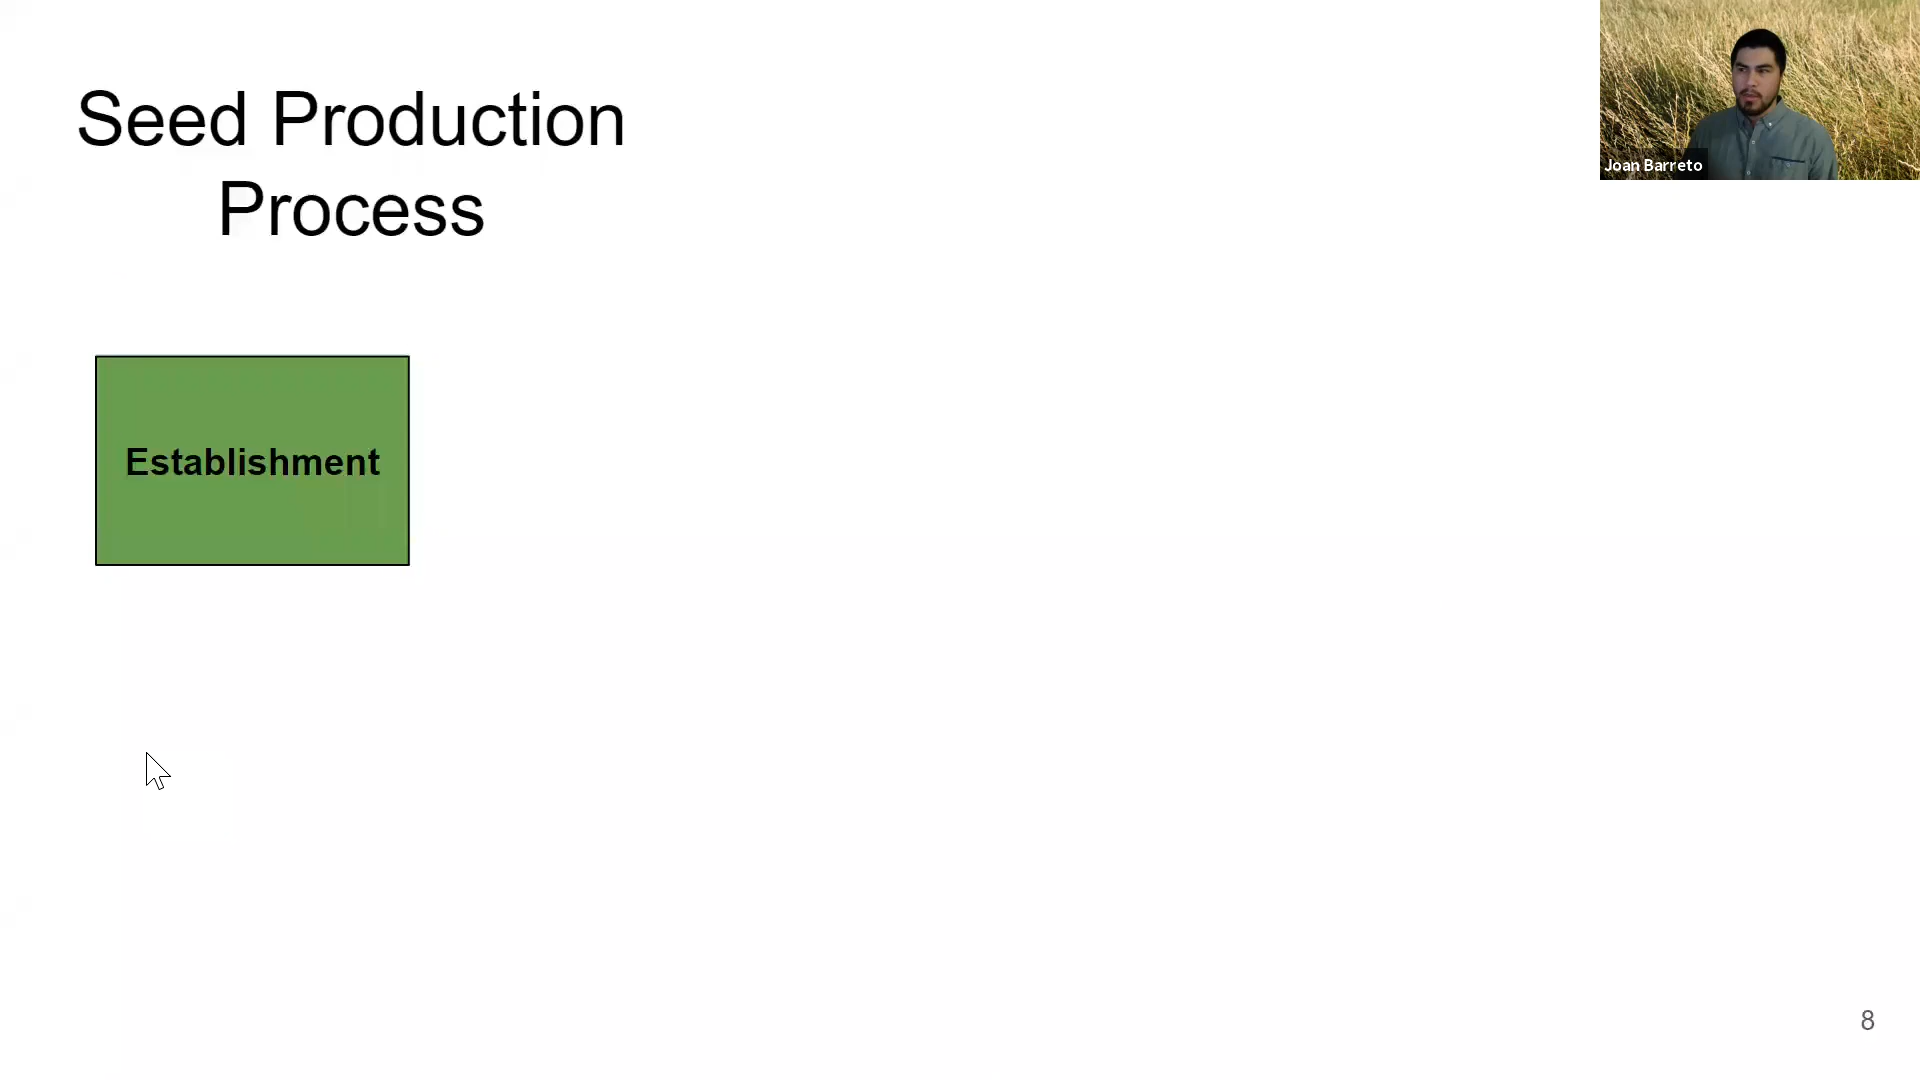 Seed Production
Process
Joan Barreto
Establishment
8